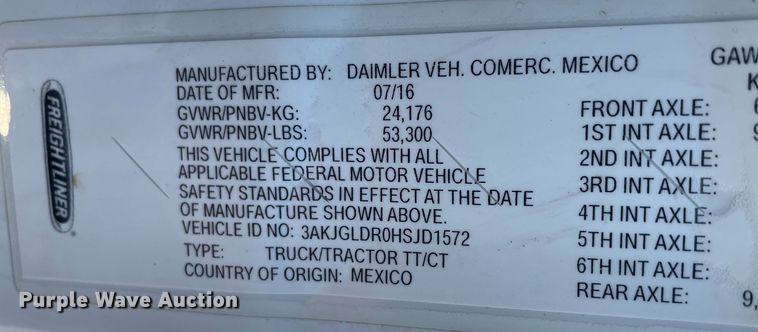 FREIGHTLINER
MANUFACTURED BY: DAIMLER VEH. COMERC. MEXICO
DATE OF MFR: 07/16
GVWR/PNBV-KG: 24,176
GVWR/PNBV-LBS: 53,300
THIS VEHICLE COMPLIES WITH ALL
APPLICABLE FEDERAL MOTOR VEHICLE
SAFETY STANDARDS IN EFFECT AT THE DATE
OF MANUFACTURE SHOWN ABOVE.
VEHICLE ID NO: 3AKJGLDR0HSJD1572
TYPE: TRUCK/TRACTOR TT/CT
COUNTRY OF ORIGIN: MEXICO
GAW
K
FRONT AXLE: 6
1ST INT AXLE: 9
2ND INT AXLE:
3RD INT AXLE:
4TH INT AXLE:
5TH INT AXLE:
6TH INT AXLE:
REAR AXLE: 9,
Purple Wave Auction